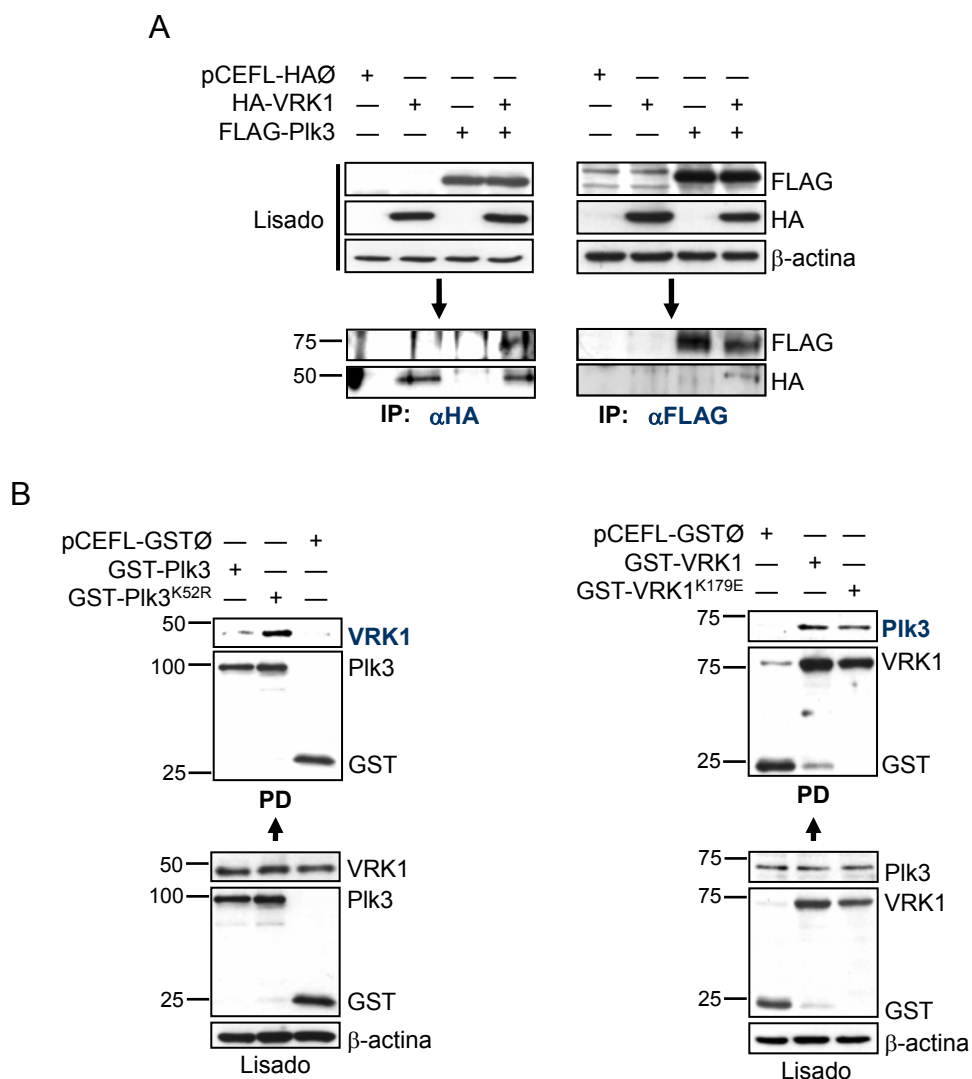 A
pCEFL-HAØ + — — — + — — —
HA-VRK1 — + — + — + — +
FLAG-Plk3 — — + + — — + +
Lisado
FLAG
HA
β-actina
75
50
FLAG
HA
IP: αHA
IP: αFLAG
B
pCEFL-GSTØ — — +
GST-Plk3 + — —
GST-Plk3K52R — + —
50
VRK1
100
Plk3
25
GST
PD
50
VRK1
100
Plk3
25
GST
β-actina
Lisado
pCEFL-GSTØ + — —
GST-VRK1 — + —
GST-VRK1K179E — — +
75
Plk3
75
VRK1
25
GST
PD
75
Plk3
75
VRK1
25
GST
β-actina
Lisado